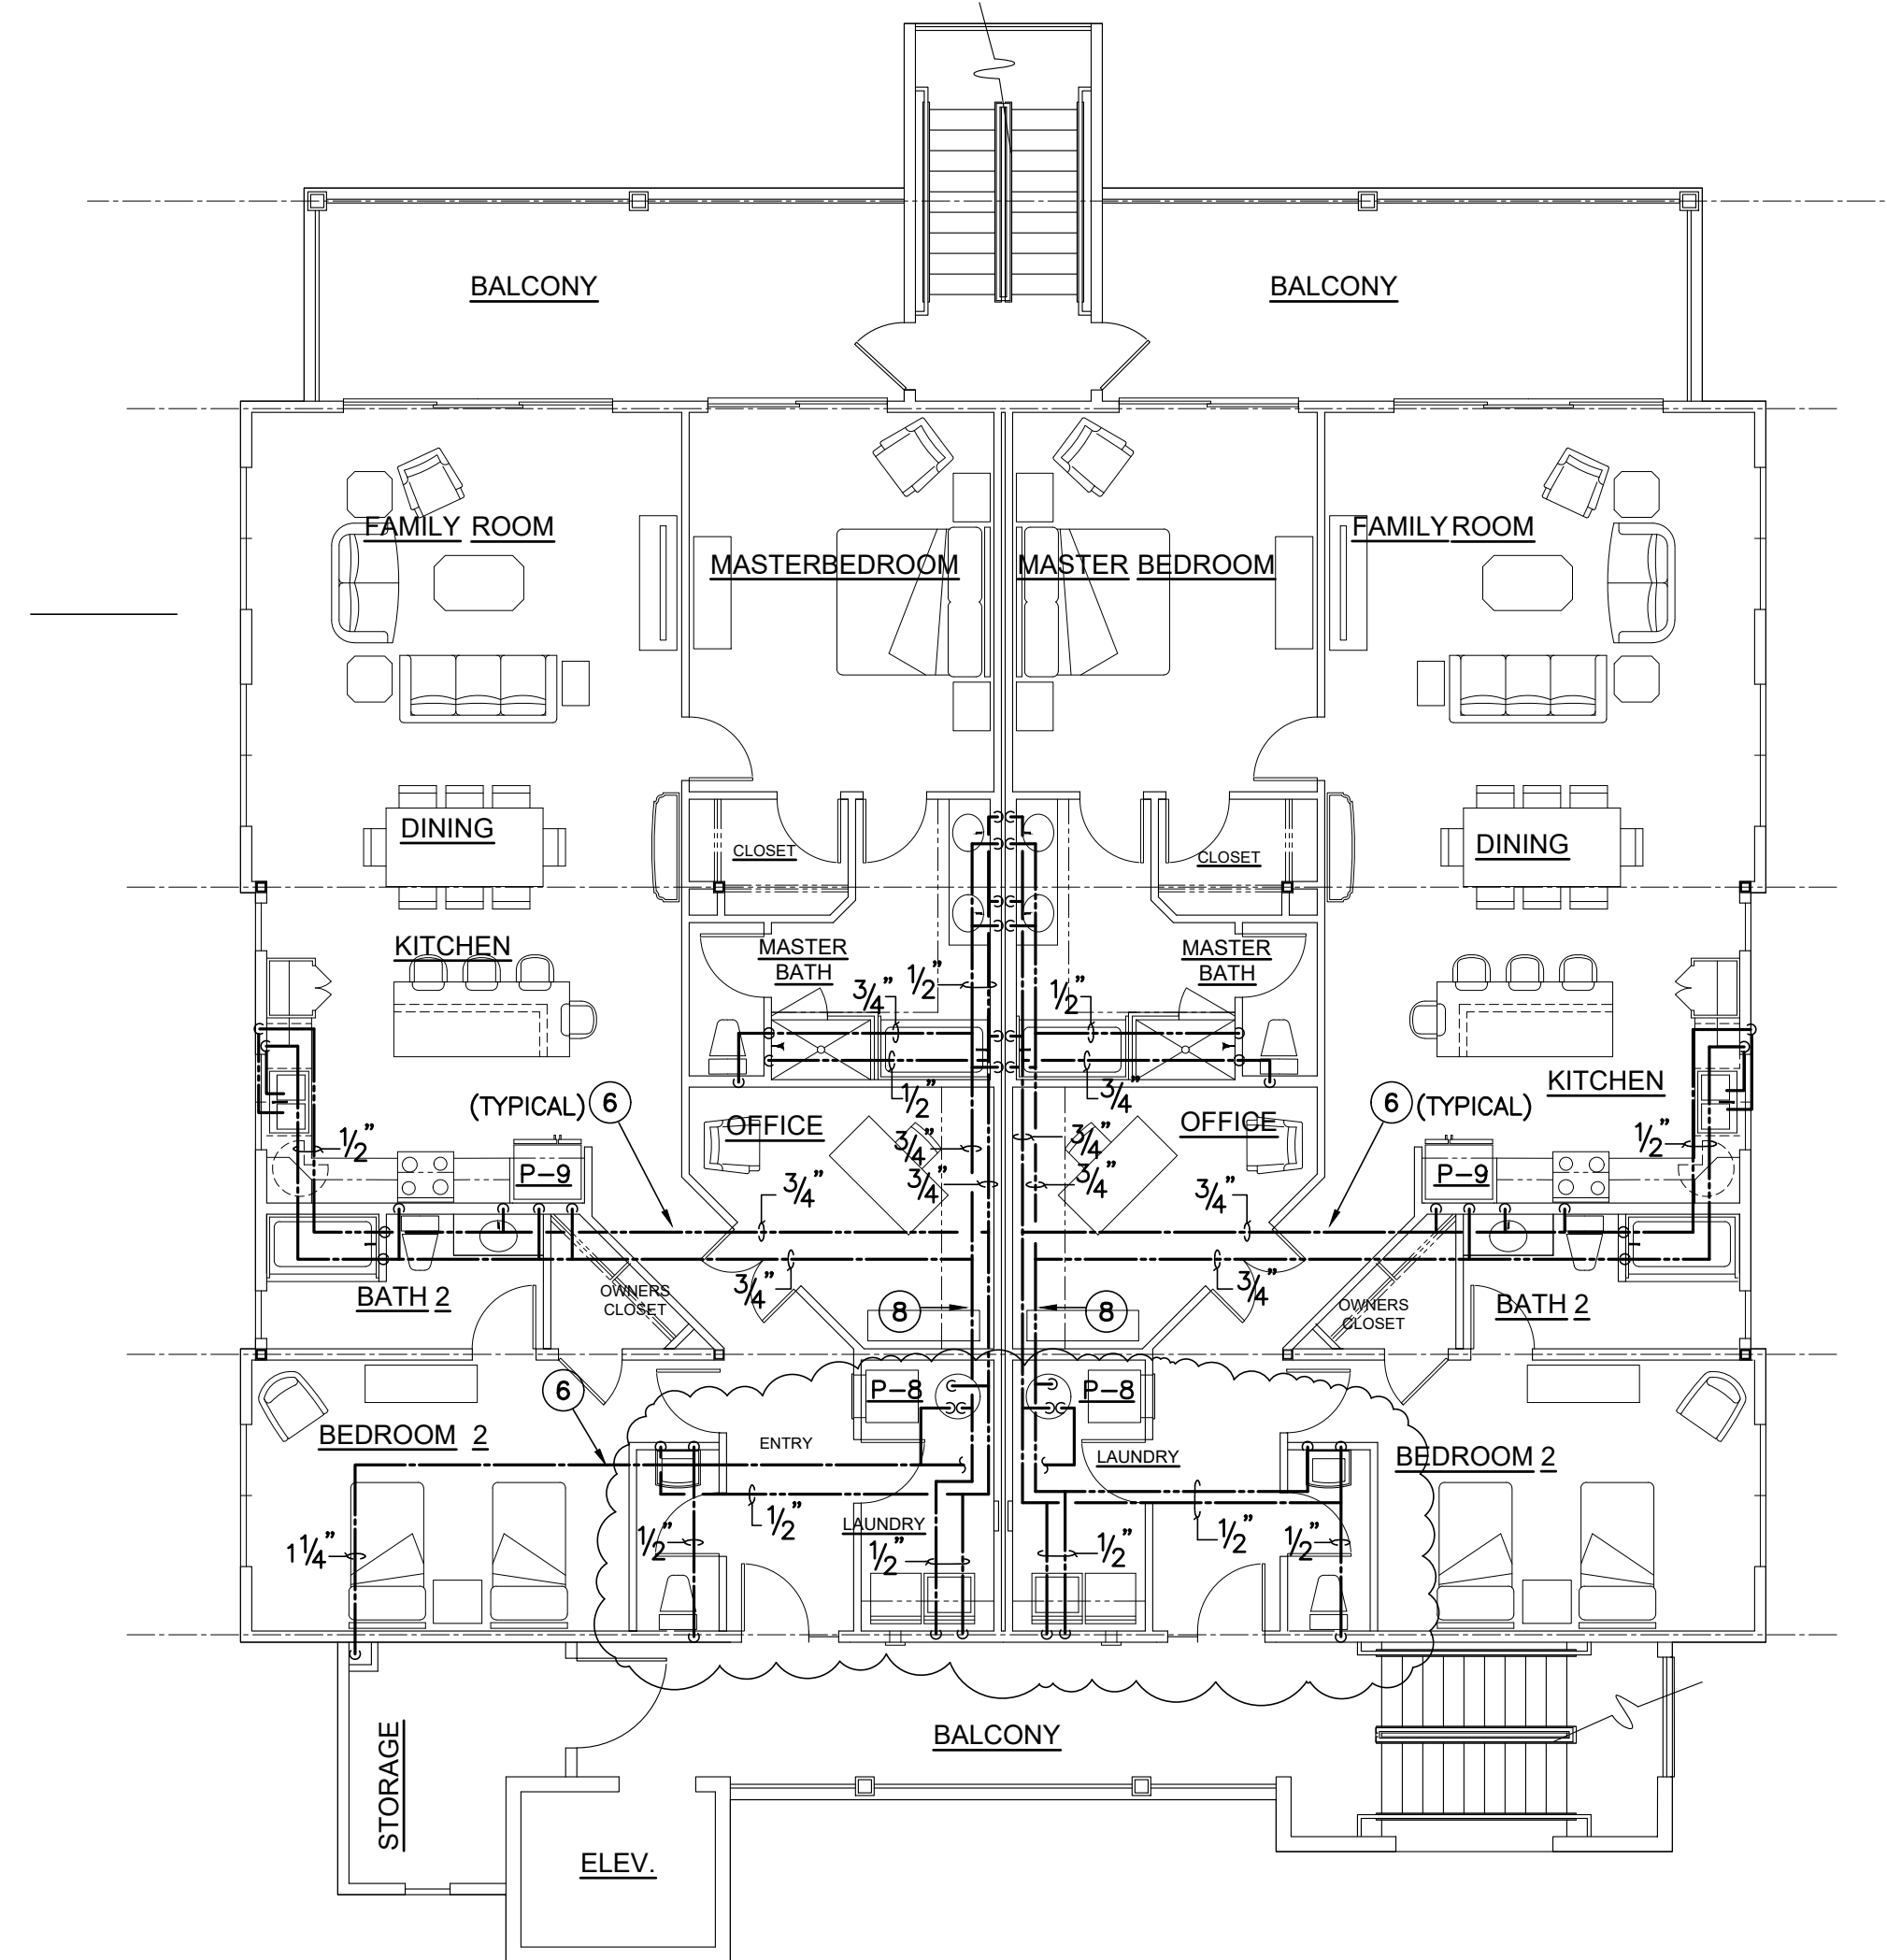 BALCONY
BALCONY
FAMILY ROOM
MASTERBEDROOM
MASTER BEDROOM
FAMILY ROOM
DINING
CLOSET
CLOSET
DINING
KITCHEN
MASTER
BATH
MASTER
BATH
3/4"
1/2"
1/2"
KITCHEN
(TYPICAL) 6
1/2"
3/4"
6 (TYPICAL)
OFFICE
OFFICE
1/2"
3/4"
3/4"
1/2"
P-9
3/4"
3/4"
P-9
3/4"
3/4"
BATH 2
3/4"
3/4"
BATH 2
OWNERS
CLOSET
8
8
OWNERS
CLOSET
6
P-8
P-8
BEDROOM 2
ENTRY
LAUNDRY
BEDROOM 2
1/2"
LAUNDRY
1 1/4"
1/2"
1/2"
1/2"
1/2"
1/2"
BALCONY
STORAGE
ELEV.